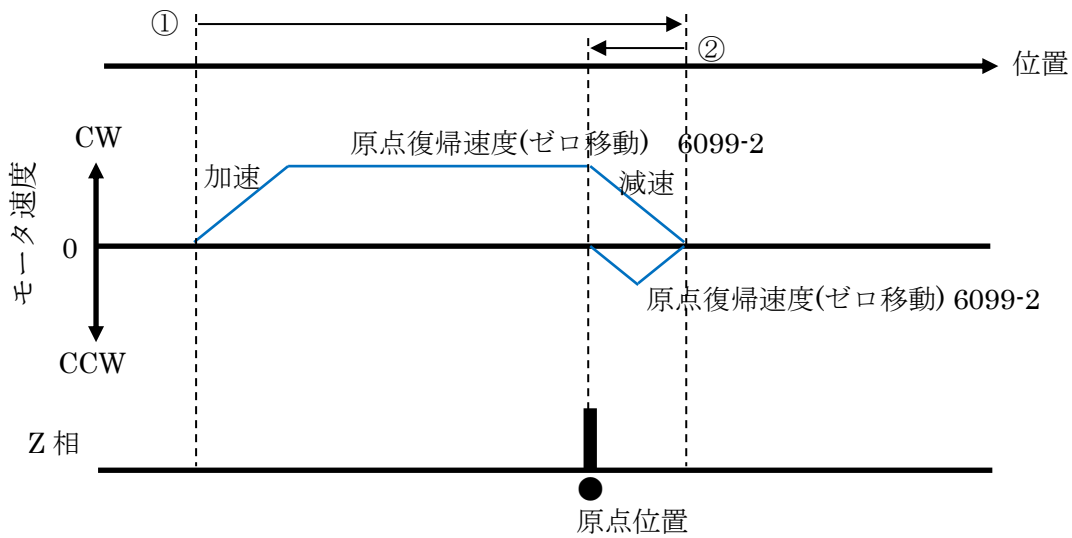 ①
②
位置
CW
原点復帰速度(ゼロ移動) 6099-2
加速
減速
モータ速度
0
原点復帰速度(ゼロ移動) 6099-2
CCW
Z 相
原点位置